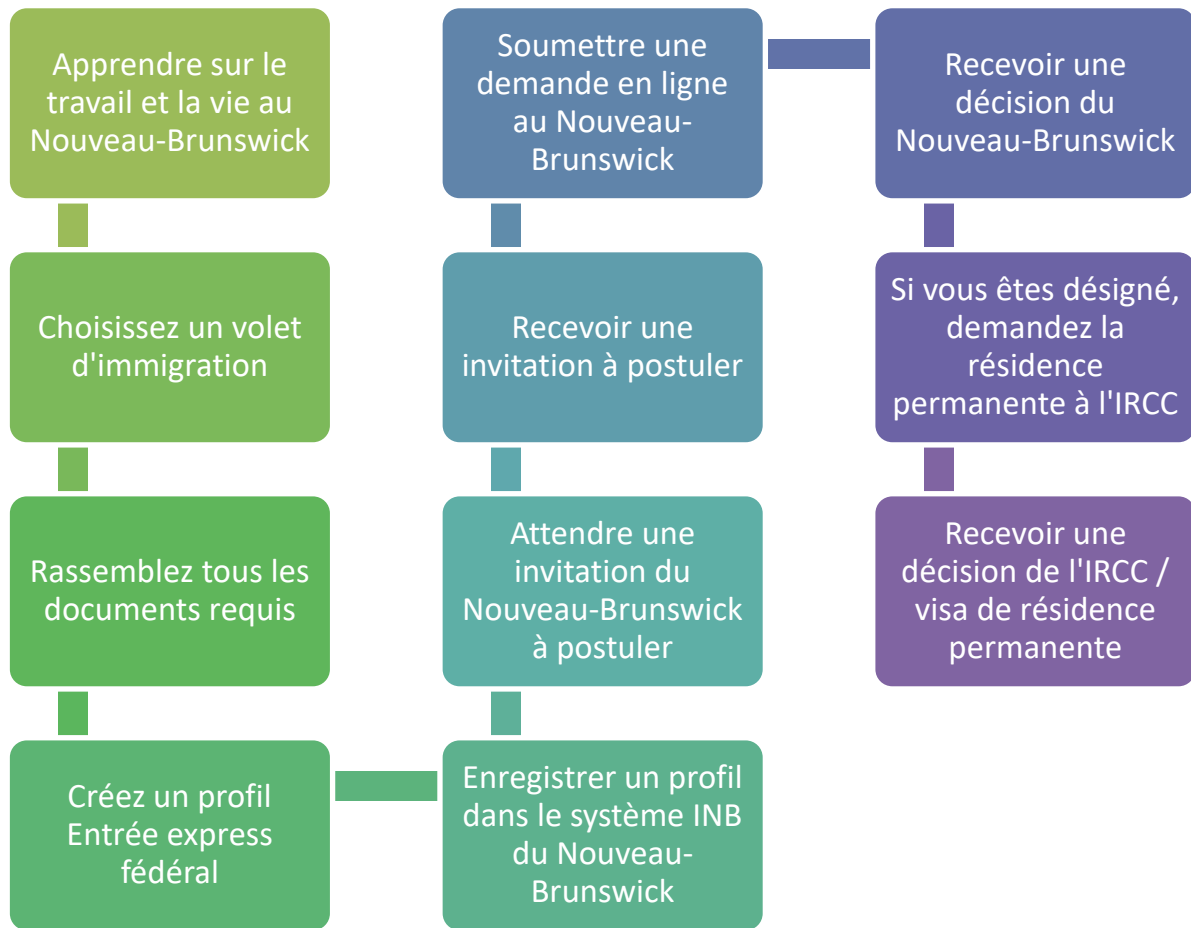 Apprendre sur le
travail et la vie au
Nouveau-Brunswick
Choisissez un volet
d'immigration
Rassemblez tous les
documents requis
Créez un profil
Entrée express
fédéral
Enregistrer un profil
dans le système INB
du Nouveau-
Brunswick
Attendre une
invitation du
Nouveau-Brunswick
à postuler
Recevoir une
invitation à postuler
Soumettre une
demande en ligne
au Nouveau-
Brunswick
Recevoir une
décision du
Nouveau-Brunswick
Si vous êtes désigné,
demandez la
résidence
permanente à l'IRCC
Recevoir une
décision de l'IRCC /
visa de résidence
permanente